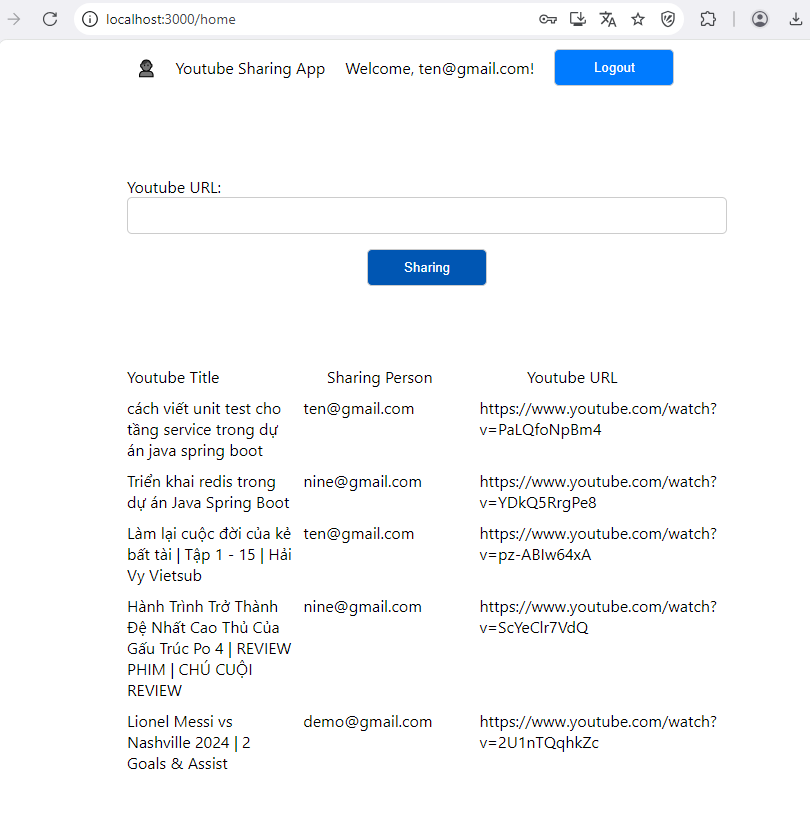 localhost:3000/home
Youtube Sharing App Welcome, ten@gmail.com! Logout
Youtube URL:
Sharing
Youtube Title Sharing Person Youtube URL
cách viết unit test cho ten@gmail.com https://www.youtube.com/watch?
tầng service trong dự v=PaLQfoNpBm4
án java spring boot
Triển khai redis trong nine@gmail.com https://www.youtube.com/watch?
dự án Java Spring Boot v=YDkQ5RrgPe8
Làm lại cuộc đời của kẻ ten@gmail.com https://www.youtube.com/watch?
bất tài | Tập 1 - 15 | Hải v=pz-ABIw64xA
Vy Vietsub
Hành Trình Trở Thành nine@gmail.com https://www.youtube.com/watch?
Đệ Nhất Cao Thủ Của v=ScYeClr7VdQ
Gấu Trúc Po 4 | REVIEW
PHIM | CHÚ CUỘI
REVIEW
Lionel Messi vs demo@gmail.com https://www.youtube.com/watch?
Nashville 2024 | 2 v=2U1nTQqhkZc
Goals & Assist